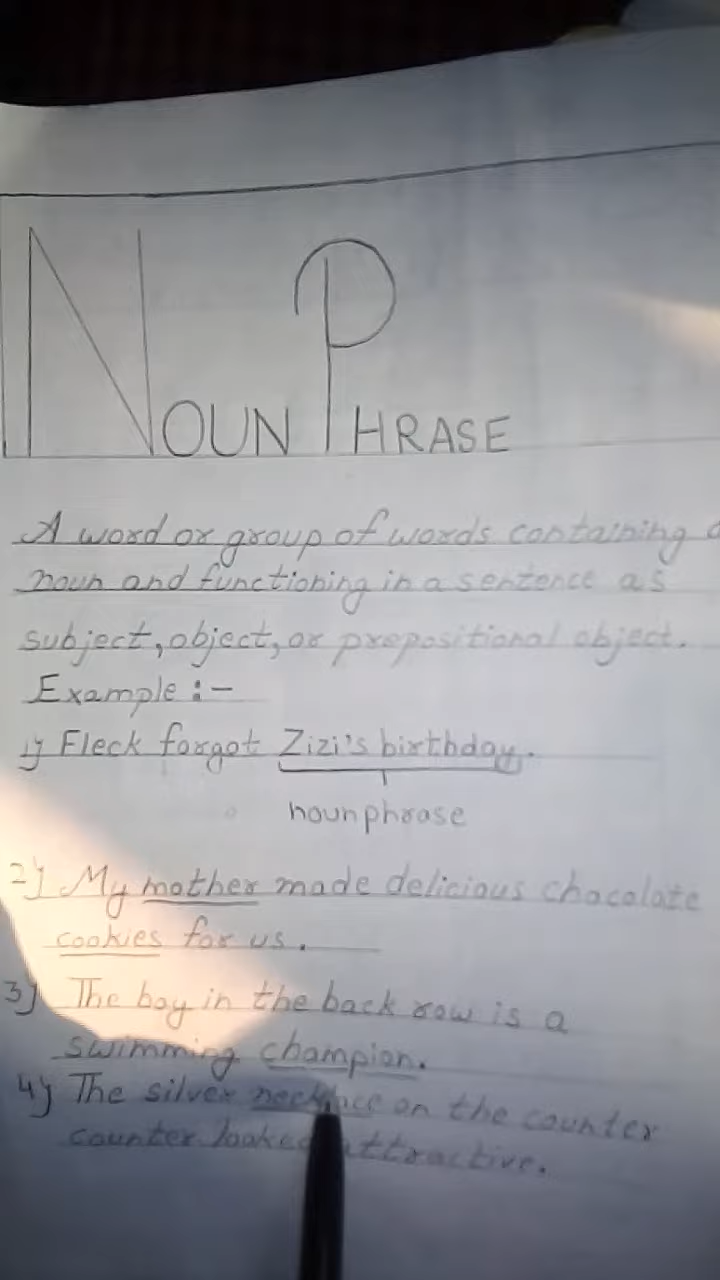 NOUN PHRASE
A word or group of words containing a
noun and functioning in a sentence as
subject, object, or prepositional object.
Example :-
1) Fleck forgot Zizi's birthday.
noun phrase
2) My mother made delicious chocolate
cookies for us.
3) The boy in the back row is a
swimming champion.
4) The silver on the counter
counter looked attractive.